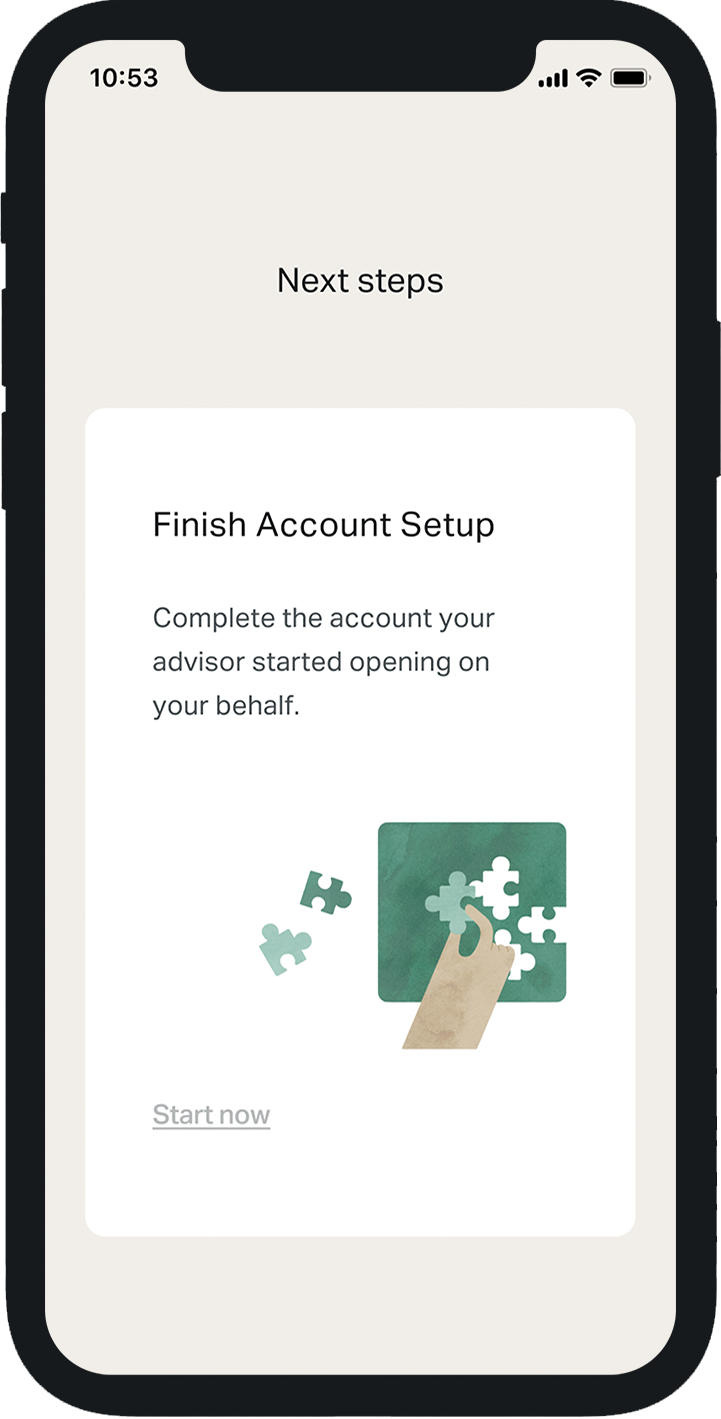 10:53
Next steps
Finish Account Setup
Complete the account your
advisor started opening on
your behalf.
Start now